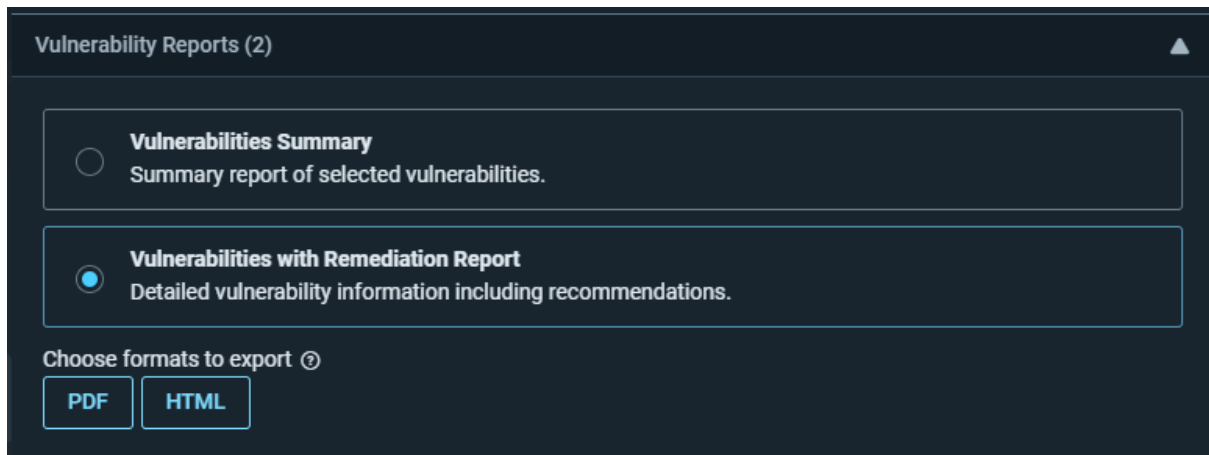 Vulnerability Reports (2)
Vulnerabilities Summary
Summary report of selected vulnerabilities.
Vulnerabilities with Remediation Report
Detailed vulnerability information including recommendations.
Choose formats to export ?
PDF HTML